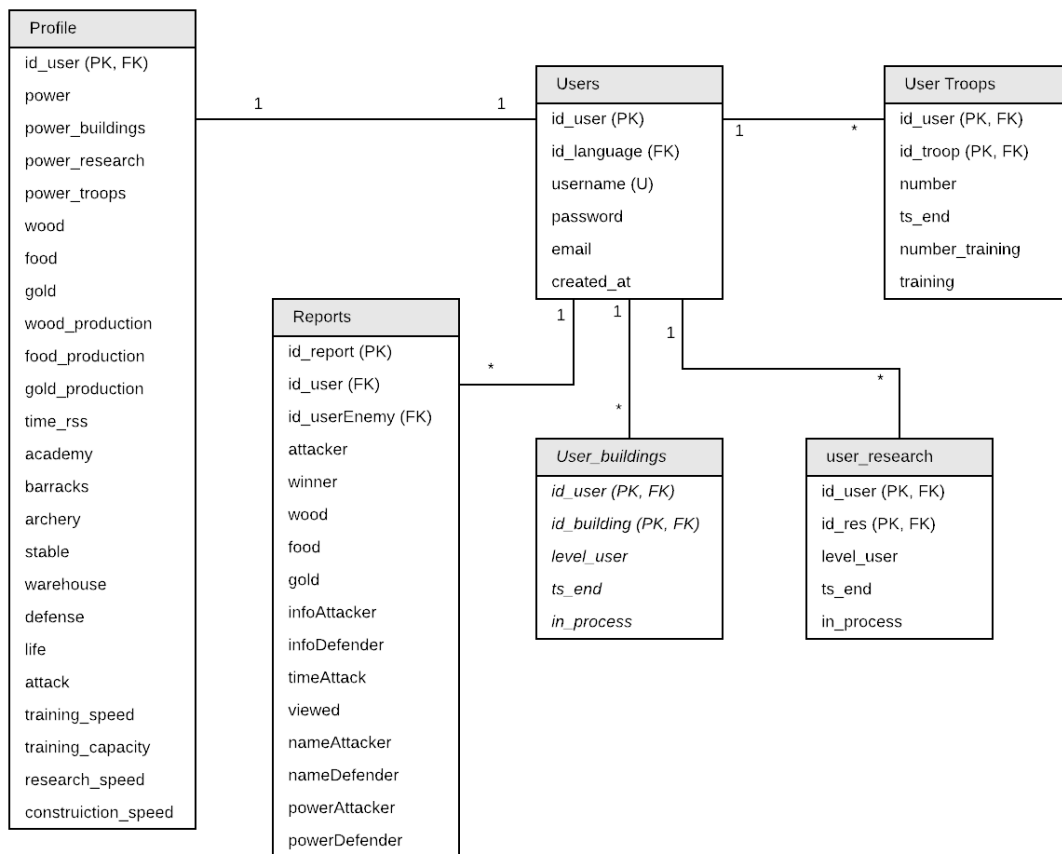 Profile
id_user (PK, FK)
power
power_buildings
power_research
power_troops
wood
food
gold
wood_production
food_production
gold_production
time_rss
academy
barracks
archery
stable
warehouse
defense
life
attack
training_speed
training_capacity
research_speed
construiction_speed
1
1
Users
id_user (PK)
id_language (FK)
username (U)
password
email
created_at
1
*
User Troops
id_user (PK, FK)
id_troop (PK, FK)
number
ts_end
number_training
training
1
*
1
*
1
*
Reports
id_report (PK)
id_user (FK)
id_userEnemy (FK)
attacker
winner
wood
food
gold
infoAttacker
infoDefender
timeAttack
viewed
nameAttacker
nameDefender
powerAttacker
powerDefender
User_buildings
id_user (PK, FK)
id_building (PK, FK)
level_user
ts_end
in_process
user_research
id_user (PK, FK)
id_res (PK, FK)
level_user
ts_end
in_process